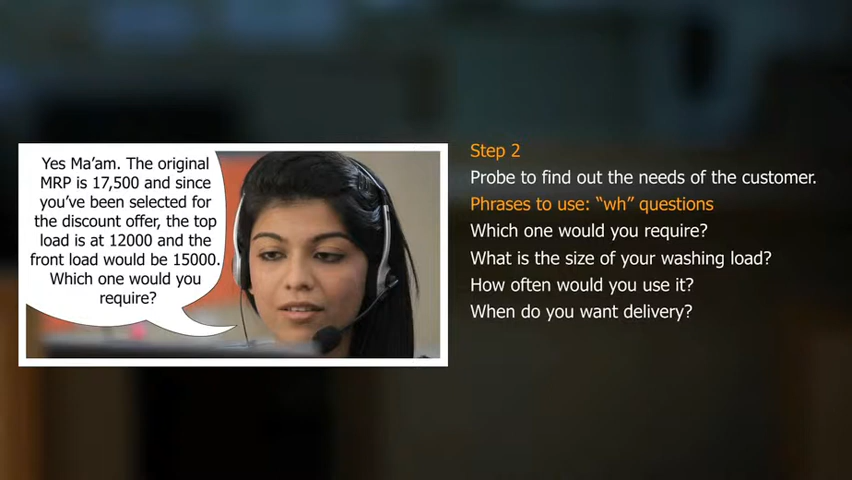 Yes Ma'am. The original
MRP is 17,500 and since
you've been selected for
the discount offer, the top
load is at 12000 and the
front load would be 15000.
Which one would you
require?
Step 2
Probe to find out the needs of the customer.
Phrases to use: “wh” questions
Which one would you require?
What is the size of your washing load?
How often would you use it?
When do you want delivery?